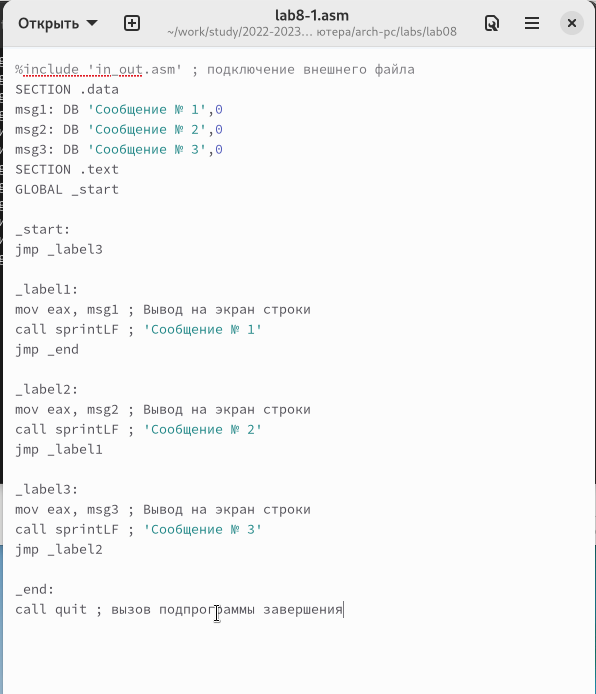 Открыть
lab8-1.asm
~/work/study/2022-2023… ютера/arch-pc/labs/lab08
%include 'in_out.asm' ; подключение внешнего файла
SECTION .data
msg1: DB 'Сообщение № 1',0
msg2: DB 'Сообщение № 2',0
msg3: DB 'Сообщение № 3',0
SECTION .text
GLOBAL _start
_start:
jmp _label3
_label1:
mov eax, msg1 ; Вывод на экран строки
call sprintLF ; 'Сообщение № 1'
jmp _end
_label2:
mov eax, msg2 ; Вывод на экран строки
call sprintLF ; 'Сообщение № 2'
jmp _label1
_label3:
mov eax, msg3 ; Вывод на экран строки
call sprintLF ; 'Сообщение № 3'
jmp _label2
_end:
call quit ; вызов подпрограммы завершения